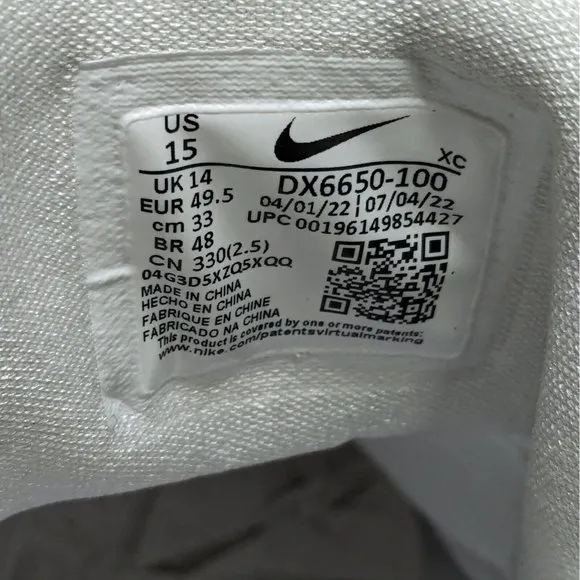 US
15
UK 14
EUR 49.5
cm 33
BR 48
CN 330(2.5)
04G3D5XZQ5XQQ
MADE IN CHINA
HECHO EN CHINA
FABRIQUE EN CHINE
FABRICADO NA CHINA
This product is covered by one or more patents:
www.nike.com/patentsvirtualmarking
XC
DX6650-100
04/01/22 | 07/04/22
UPC 00196149854427